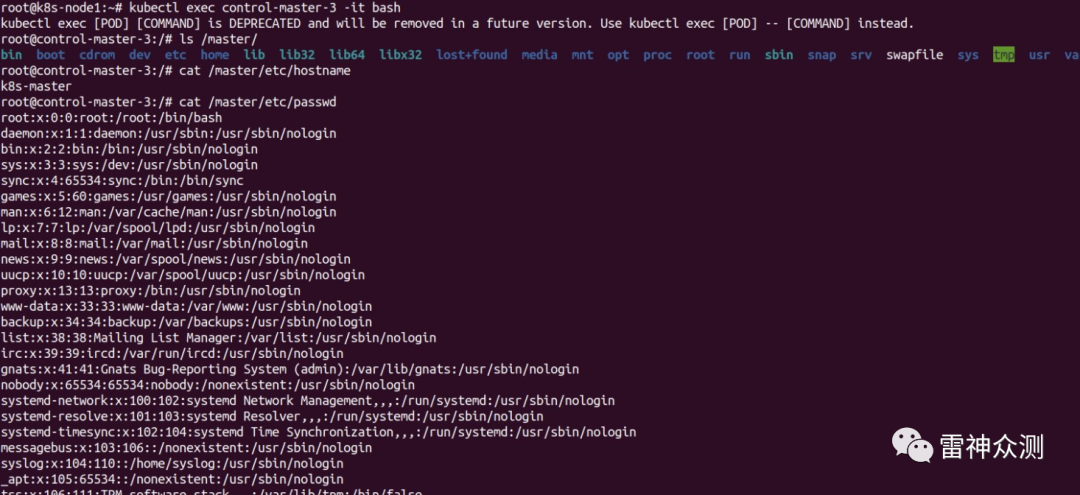 root@k8s-node1:~# kubectl exec control-master-3 -it bash
kubectl exec [POD] [COMMAND] is DEPRECATED and will be removed in a future version. Use kubectl exec [POD] -- [COMMAND] instead.
root@control-master-3:/# ls /master/
bin boot cdrom dev etc home lib lib32 lib64 libx32 lost+found media mnt opt proc root run sbin snap srv swapfile sys tmp usr va
root@control-master-3:/# cat /master/etc/hostname
k8s-master
root@control-master-3:/# cat /master/etc/passwd
root:x:0:0:root:/root:/bin/bash
daemon:x:1:1:daemon:/usr/sbin:/usr/sbin/nologin
bin:x:2:2:bin:/bin:/usr/sbin/nologin
sys:x:3:3:sys:/dev:/usr/sbin/nologin
sync:x:4:65534:sync:/bin:/bin/sync
games:x:5:60:games:/usr/games:/usr/sbin/nologin
man:x:6:12:man:/var/cache/man:/usr/sbin/nologin
lp:x:7:7:lp:/var/spool/lpd:/usr/sbin/nologin
mail:x:8:8:mail:/var/mail:/usr/sbin/nologin
news:x:9:9:news:/var/spool/news:/usr/sbin/nologin
uucp:x:10:10:uucp:/var/spool/uucp:/usr/sbin/nologin
proxy:x:13:13:proxy:/bin:/usr/sbin/nologin
www-data:x:33:33:www-data:/var/www:/usr/sbin/nologin
backup:x:34:34:backup:/var/backups:/usr/sbin/nologin
list:x:38:38:Mailing List Manager:/var/list:/usr/sbin/nologin
irc:x:39:39:ircd:/var/run/ircd:/usr/sbin/nologin
gnats:x:41:41:Gnats Bug-Reporting System (admin):/var/lib/gnats:/usr/sbin/nologin
nobody:x:65534:65534:nobody:/nonexistent:/usr/sbin/nologin
systemd-network:x:100:102:systemd Network Management,,,:/run/systemd:/usr/sbin/nologin
systemd-resolve:x:101:103:systemd Resolver,,,:/run/systemd:/usr/sbin/nologin
systemd-timesync:x:102:104:systemd Time Synchronization,,,:/run/systemd:/usr/sbin/nologin
messagebus:x:103:106::/nonexistent:/usr/sbin/nologin
syslog:x:104:110::/home/syslog:/usr/sbin/nologin
_apt:x:105:65534::/nonexistent:/usr/sbin/nologin
tss:x:106:111:TPM software stack,,,:/var/lib/tpm:/bin/false
雷神众测